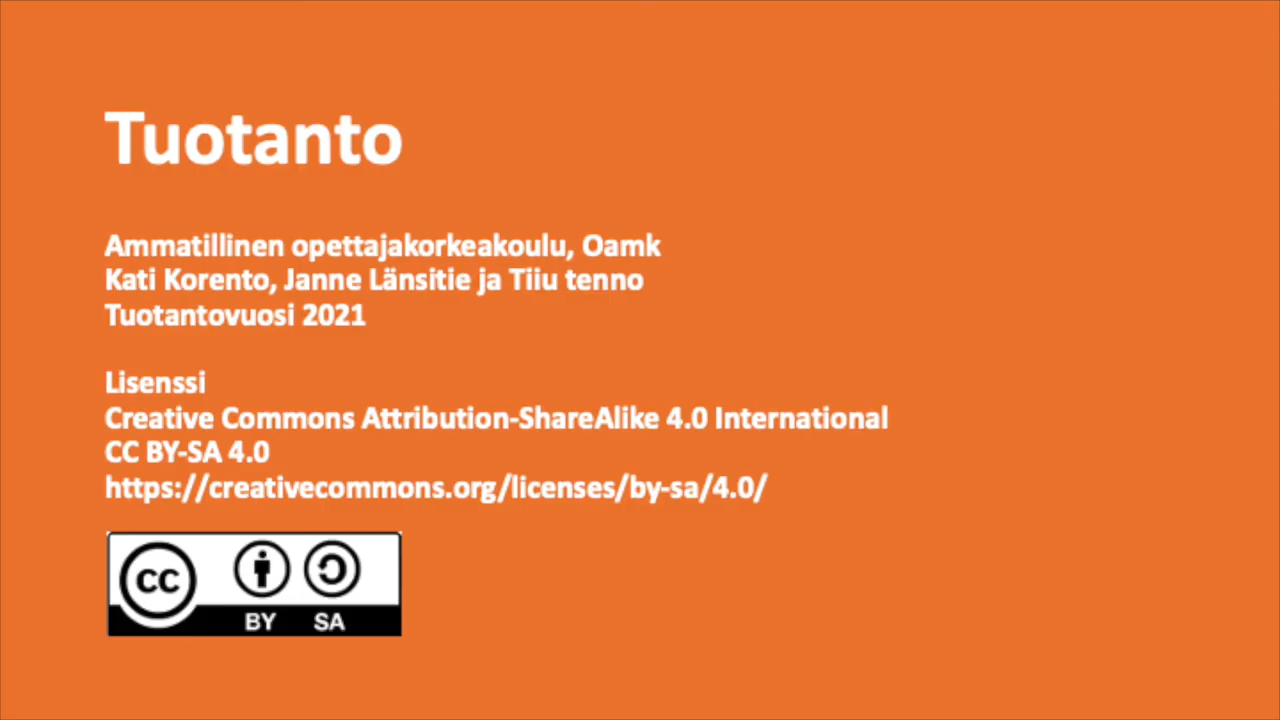 Tuotanto
Ammatillinen opettajakorkeakoulu, Oamk
Kati Korento, Janne Länsitie ja Tiiu tenno
Tuotantovuosi 2021
Lisenssi
Creative Commons Attribution-ShareAlike 4.0 International
CC BY-SA 4.0
https://creativecommons.org/licenses/by-sa/4.0/
CC
BY SA